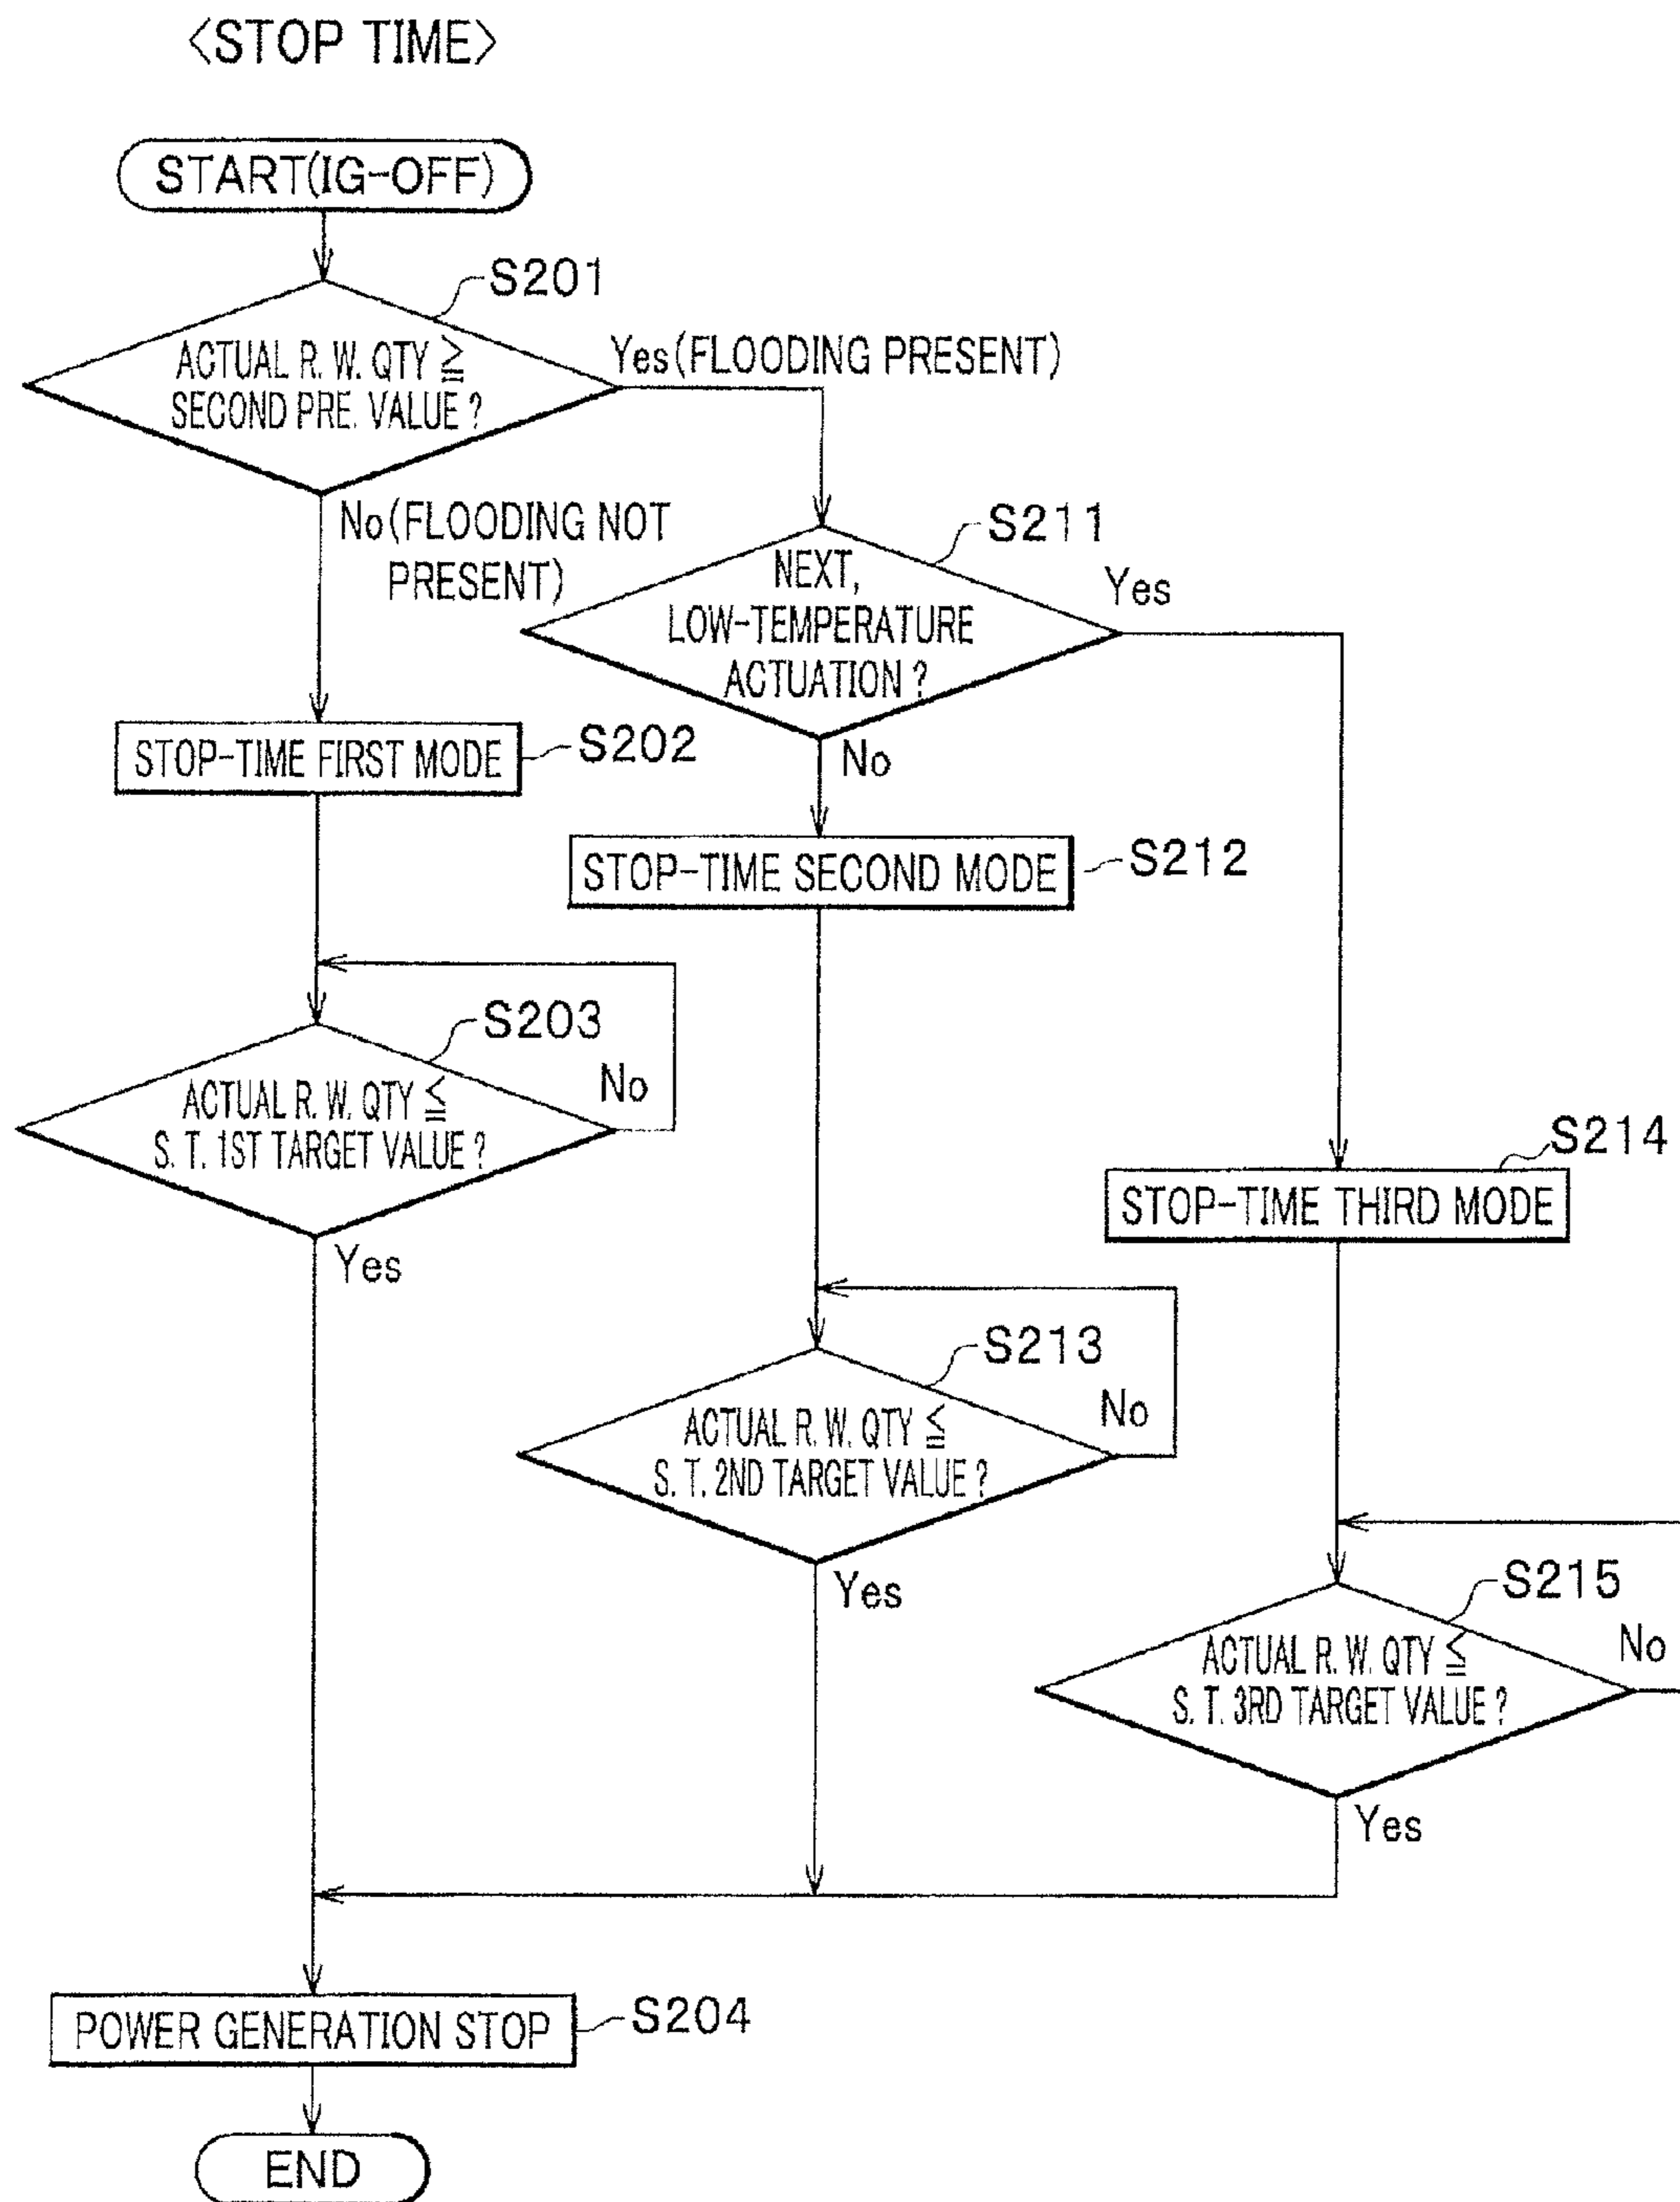 <STOP TIME>
START(IG-OFF)
S201
ACTUAL R. W. QTY ≧
SECOND PRE. VALUE ?
Yes(FLOODING PRESENT)
No(FLOODING NOT
PRESENT)
S211
NEXT,
LOW-TEMPERATURE
ACTUATION ?
Yes
No
STOP-TIME FIRST MODE
S202
STOP-TIME SECOND MODE
S212
S203
ACTUAL R. W. QTY ≦
S. T. 1ST TARGET VALUE ?
No
Yes
S214
STOP-TIME THIRD MODE
S213
ACTUAL R. W. QTY ≦
S. T. 2ND TARGET VALUE ?
No
Yes
S215
ACTUAL R. W. QTY ≦
S. T. 3RD TARGET VALUE ?
No
Yes
POWER GENERATION STOP
S204
END